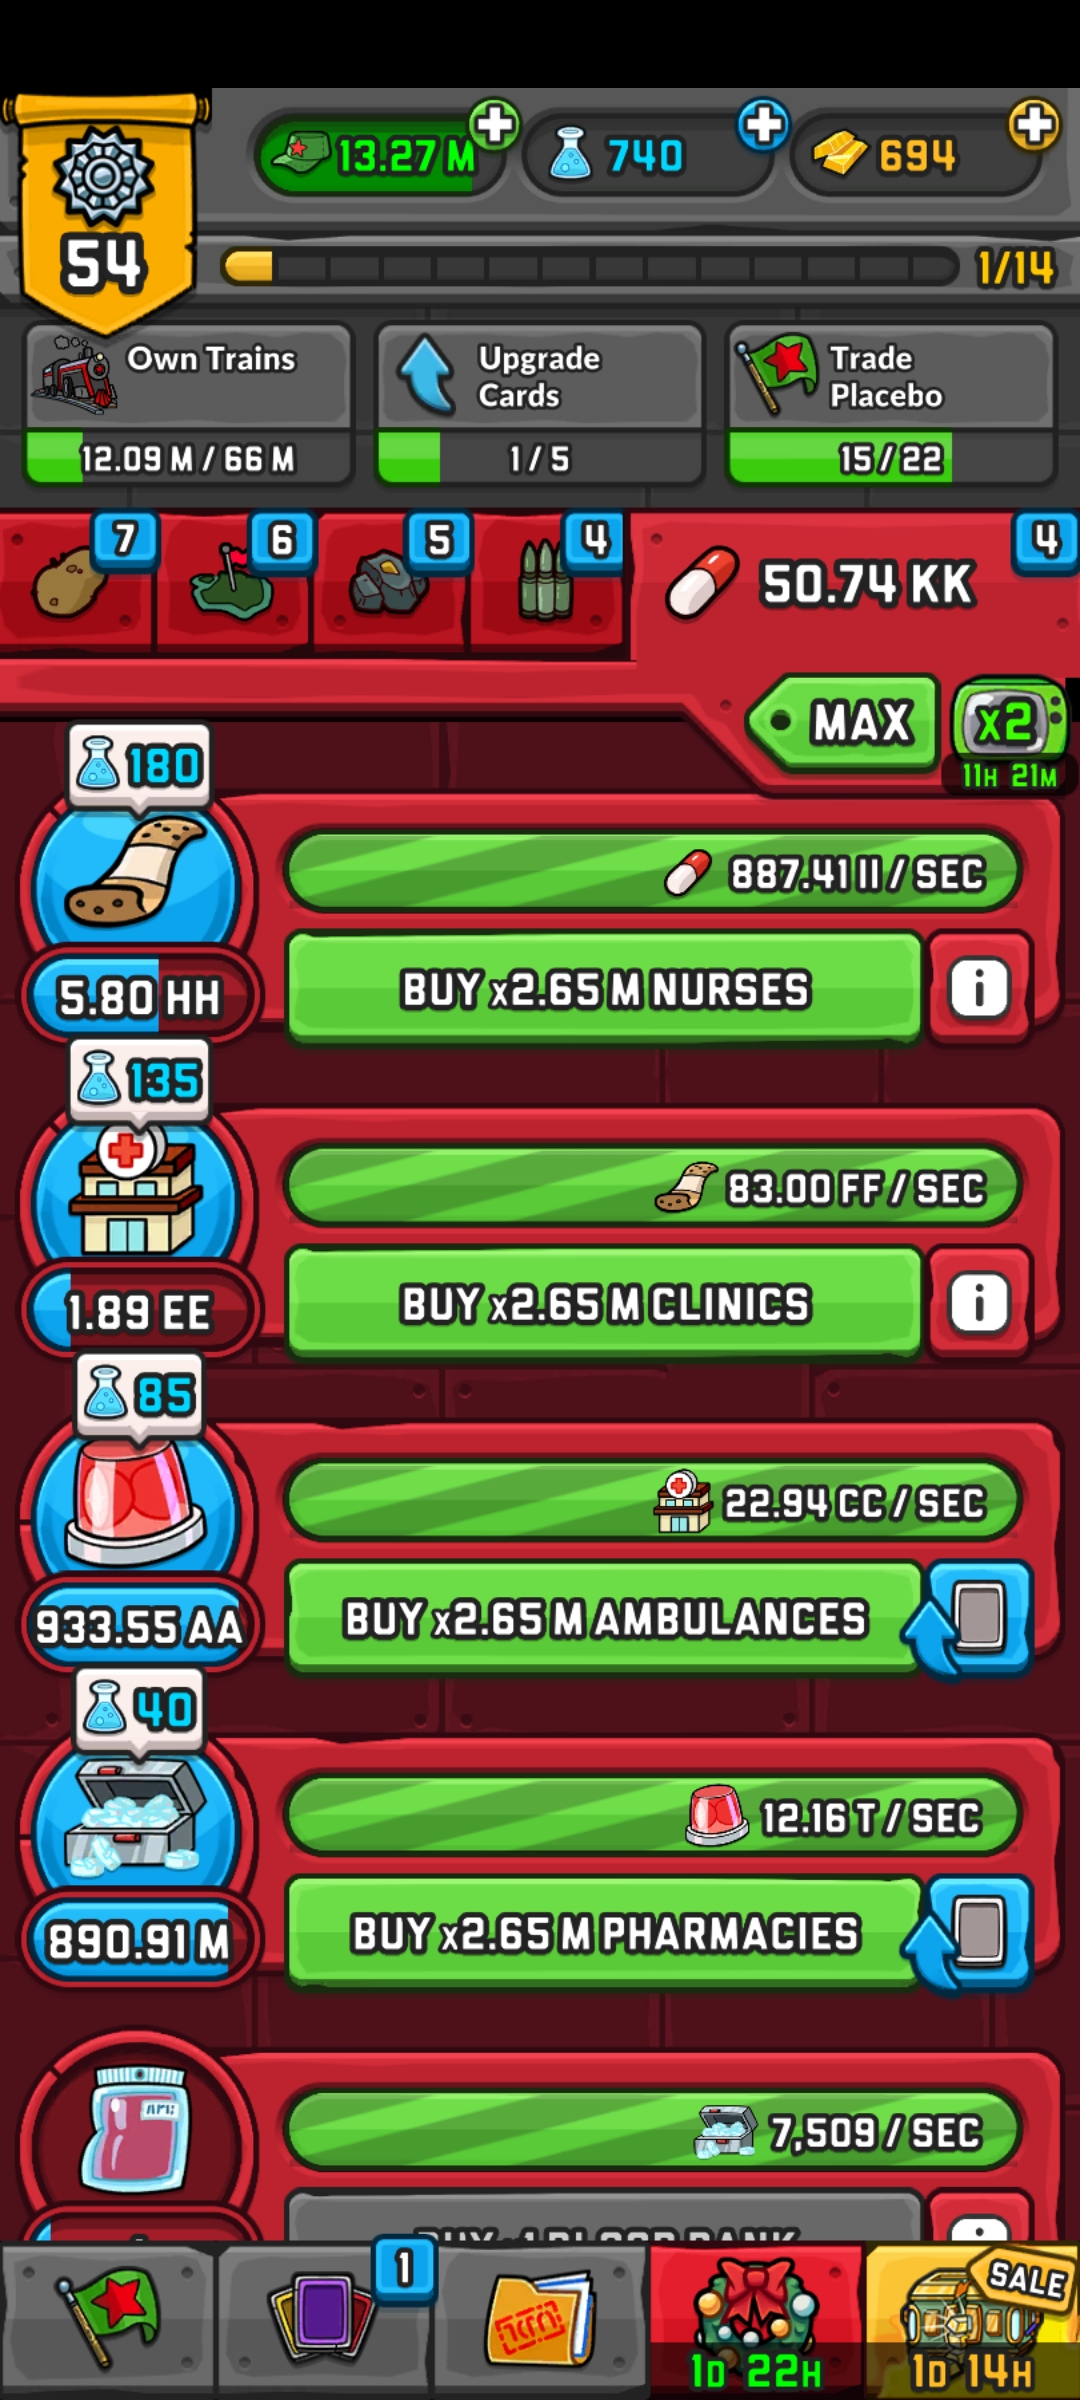 54
13.27 M
740
694
1/14
Own Trains
12.09 M / 66 M
Upgrade
Cards
1 / 5
Trade
Placebo
15 / 22
7
6
5
4
50.74 KK
4
MAX
x2
11H 21M
180
887.41 II / SEC
5.80 HH
BUY x2.65 M NURSES
i
135
83.00 FF / SEC
1.89 EE
BUY x2.65 M CLINICS
i
85
22.94 CC / SEC
933.55 AA
BUY x2.65 M AMBULANCES
40
12.16 T / SEC
890.91 M
BUY x2.65 M PHARMACIES
7,509 / SEC
BUY x1 BLOOD BANK
1
SALE
1D 22H
1D 14H